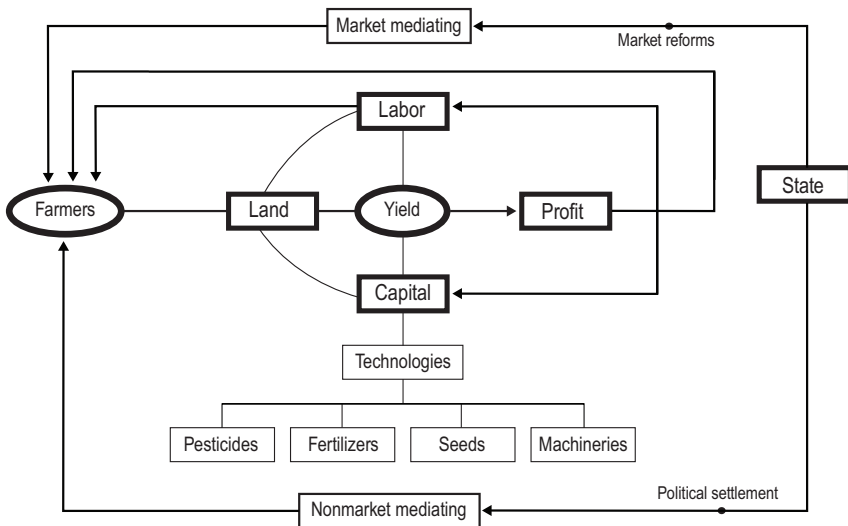 Market mediating
Market reforms
Labor
State
Farmers
Land
Yield
Profit
Capital
Technologies
Pesticides
Fertilizers
Seeds
Machineries
Political settlement
Nonmarket mediating